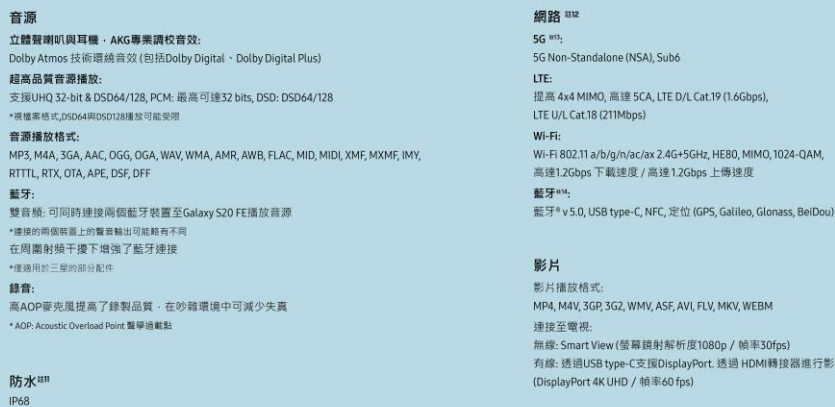 音源
立體聲喇叭與耳機，AKG專業調校音效:
Dolby Atmos 技術環繞音效 (包括Dolby Digital、Dolby Digital Plus)
超高品質音源播放:
支援UHQ 32-bit & DSD64/128, PCM: 最高可達32 bits, DSD: DSD64/128
*視檔案格式,DSD64與DSD128播放可能受限
音源播放格式:
MP3, M4A, 3GA, AAC, OGG, OGA, WAV, WMA, AMR, AWB, FLAC, MID, MIDI, XMF, MXMF, IMY,
RTTTL, RTX, OTA, APE, DSF, DFF
藍牙:
雙音頻: 可同時連接兩個藍牙裝置至Galaxy S20 FE播放音源
*連接的兩個裝置上的聲音輸出可能略有不同
在周圍射頻干擾下增強了藍牙連接
*僅適用於三星的部分配件
錄音:
高AOP麥克風提高了錄製品質，在吵雜環境中可減少失真
* AOP: Acoustic Overload Point 聲學過載點
防水 註11
IP68
網路 註12
5G 註13:
5G Non-Standalone (NSA), Sub6
LTE:
提高 4x4 MIMO, 高達 5CA, LTE D/L Cat.19 (1.6Gbps),
LTE U/L Cat.18 (211Mbps)
Wi-Fi:
Wi-Fi 802.11 a/b/g/n/ac/ax 2.4G+5GHz, HE80, MIMO, 1024-QAM,
高達1.2Gbps 下載速度 / 高達 1.2Gbps 上傳速度
藍牙註14:
藍牙® v 5.0, USB type-C, NFC, 定位 (GPS, Galileo, Glonass, BeiDou)
影片
影片播放格式:
MP4, M4V, 3GP, 3G2, WMV, ASF, AVI, FLV, MKV, WEBM
連接至電視:
無線: Smart View (螢幕鏡射解析度1080p / 幀率30fps)
有線: 透過USB type-C支援DisplayPort. 透過 HDMI轉接器進行影
(DisplayPort 4K UHD / 幀率60 fps)